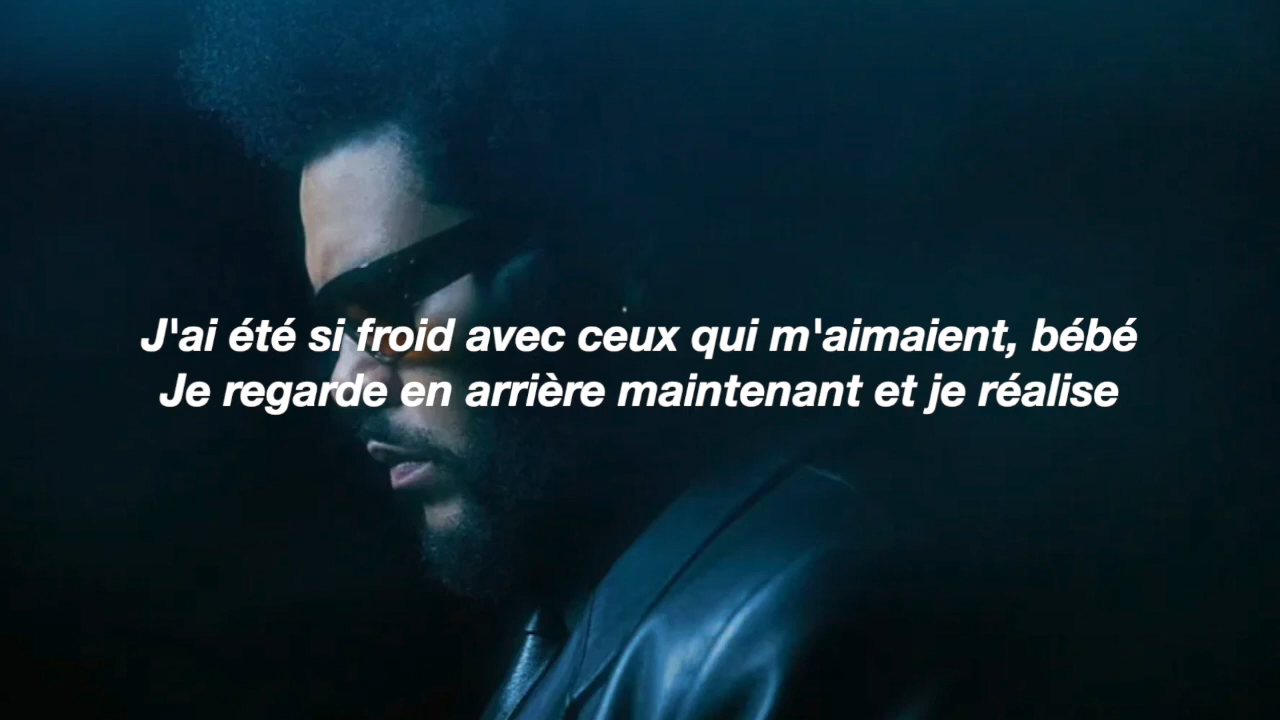 J'ai été si froid avec ceux qui m'aimaient, bébé
Je regarde en arrière maintenant et je réalise